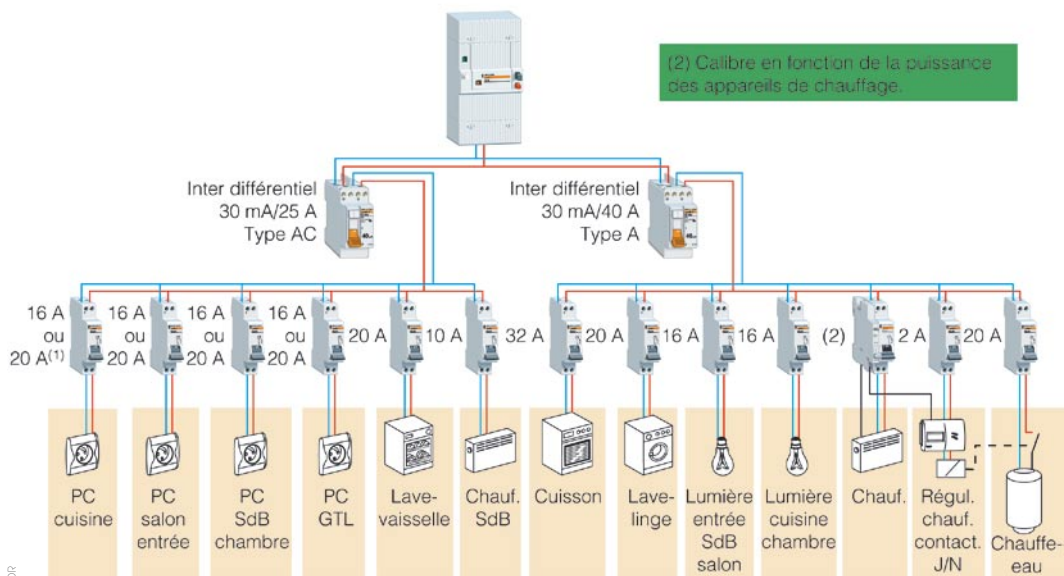 (2) Calibre en fonction de la puissance
des appareils de chauffage.
Inter différentiel
30 mA/25 A
Type AC
Inter différentiel
30 mA/40 A
Type A
16 A
ou
20 A(1)
16 A
ou
20 A
16 A
ou
20 A
16 A
ou
20 A
20 A
10 A
32 A
20 A
16 A
16 A
(2)
2 A
20 A
PC
cuisine
PC
salon
entrée
PC
SdB
chambre
PC
GTL
Lave-
vaisselle
Chauf.
SdB
Cuisson
Lave-
linge
Lumière
entrée
SdB
salon
Lumière
cuisine
chambre
Chauf.
Régul.
chauf.
contact.
J/N
Chauffe-
eau